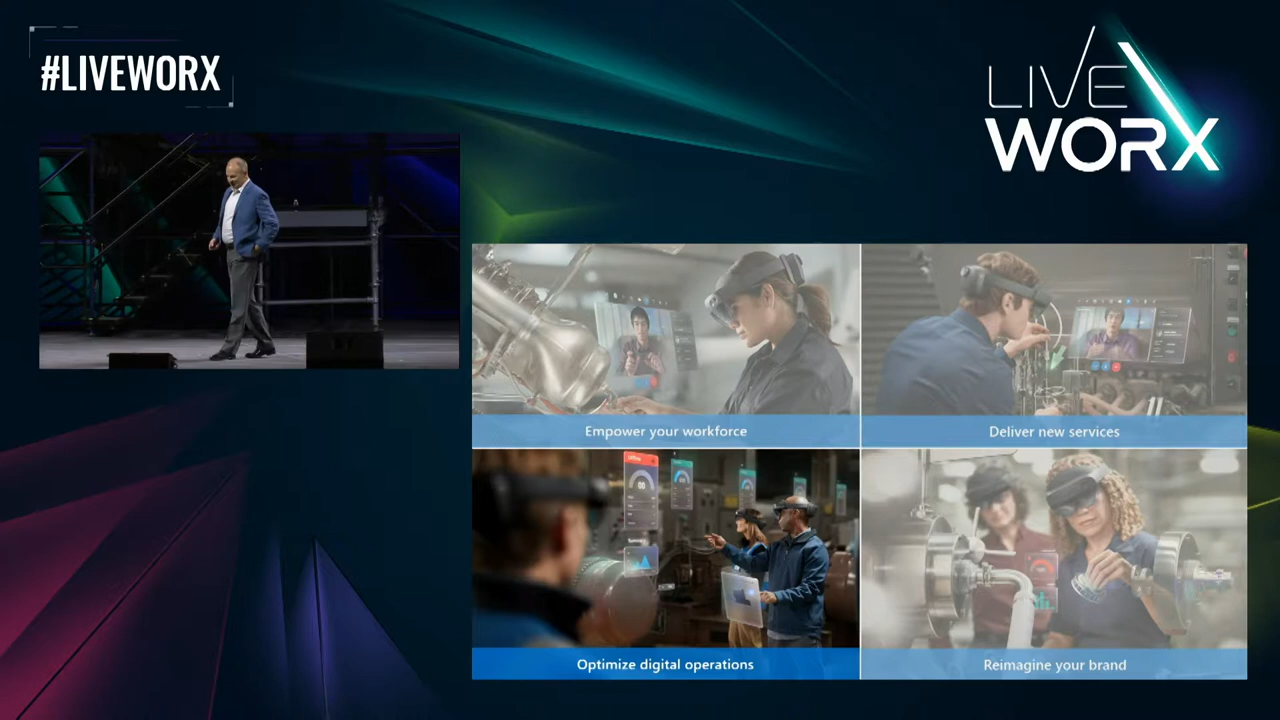 #LIVEWORX
LIVE
WORX
Empower your workforce
Deliver new services
Optimize digital operations
Reimagine your brand